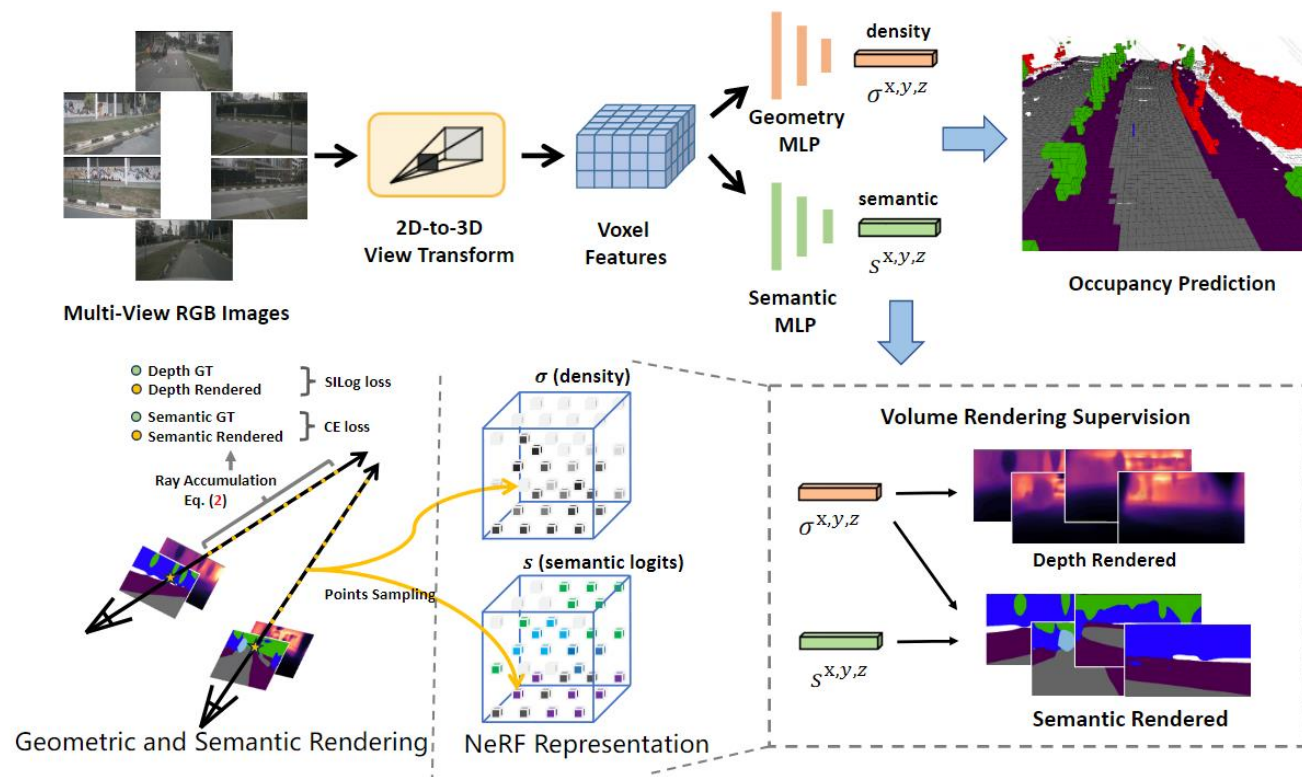 density
σ^x,y,z
Geometry
MLP
semantic
s^x,y,z
Semantic
MLP
2D-to-3D
View Transform
Voxel
Features
Multi-View RGB Images
Occupancy Prediction
Depth GT
Depth Rendered
SILog loss
Semantic GT
Semantic Rendered
CE loss
Ray Accumulation
Eq. (2)
Points Sampling
Geometric and Semantic Rendering
σ (density)
s (semantic logits)
NeRF Representation
Volume Rendering Supervision
σ^x,y,z
Depth Rendered
s^x,y,z
Semantic Rendered